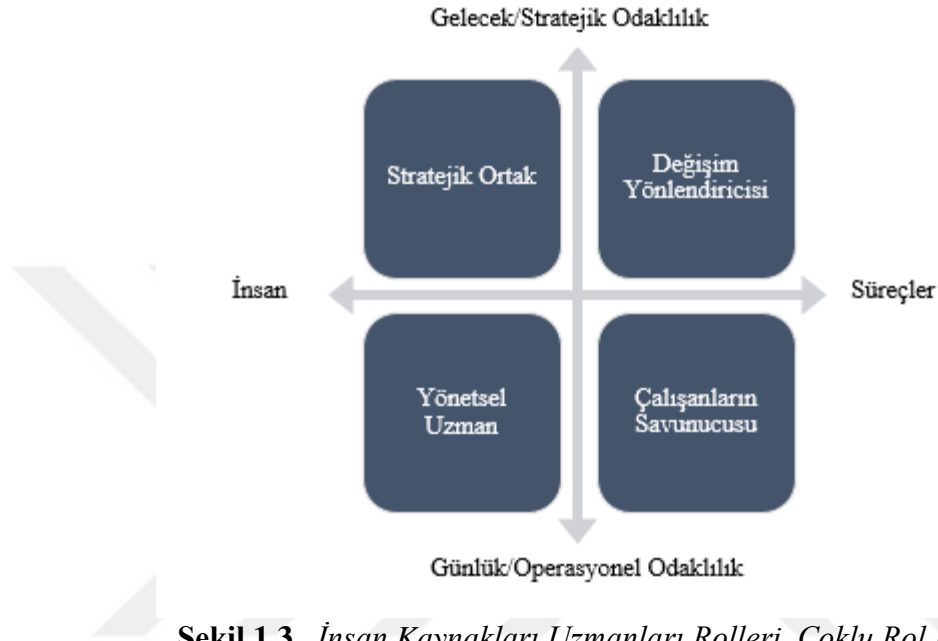 Gelecek/Stratejik Odaklılık
Stratejik Ortak
Değişim
Yönlendiricisi
İnsan
Süreçler
Yönetsel
Uzman
Çalışanların
Savunucusu
Günlük/Operasyonel Odaklılık
Şekil 1.3. İnsan Kaynakları Uzmanları Rolleri, Çoklu Rol